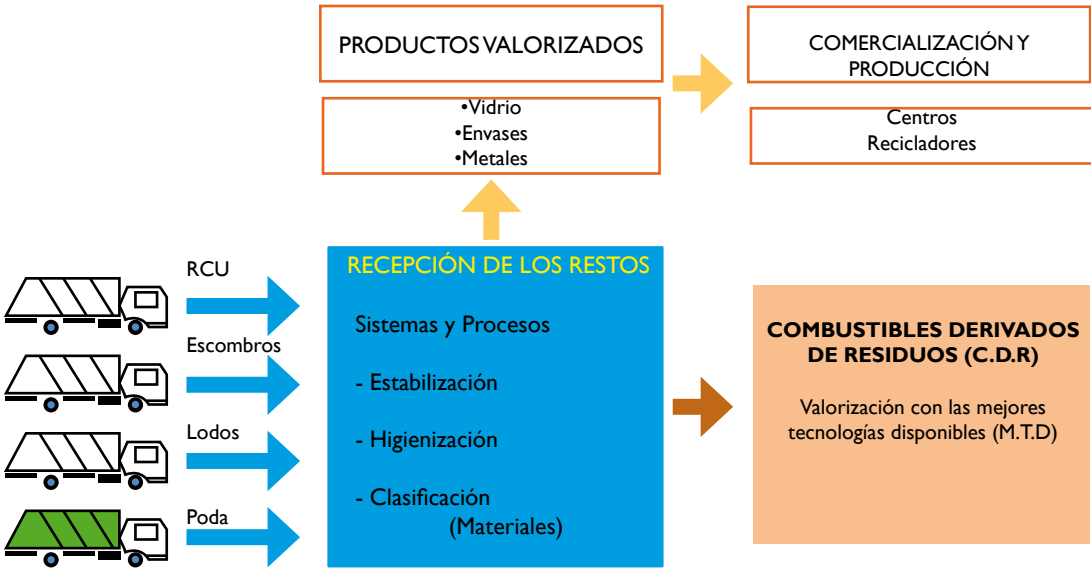 PRODUCTOS VALORIZADOS
•Vidrio
•Envases
•Metales
COMERCIALIZACIÓN Y
PRODUCCIÓN
Centros
Recicladores
RCU
Escombros
Lodos
Poda
RECEPCIÓN DE LOS RESTOS
Sistemas y Procesos
- Estabilización
- Higienización
- Clasificación
(Materiales)
COMBUSTIBLES DERIVADOS
DE RESIDUOS (C.D.R)
Valorización con las mejores
tecnologías disponibles (M.T.D)